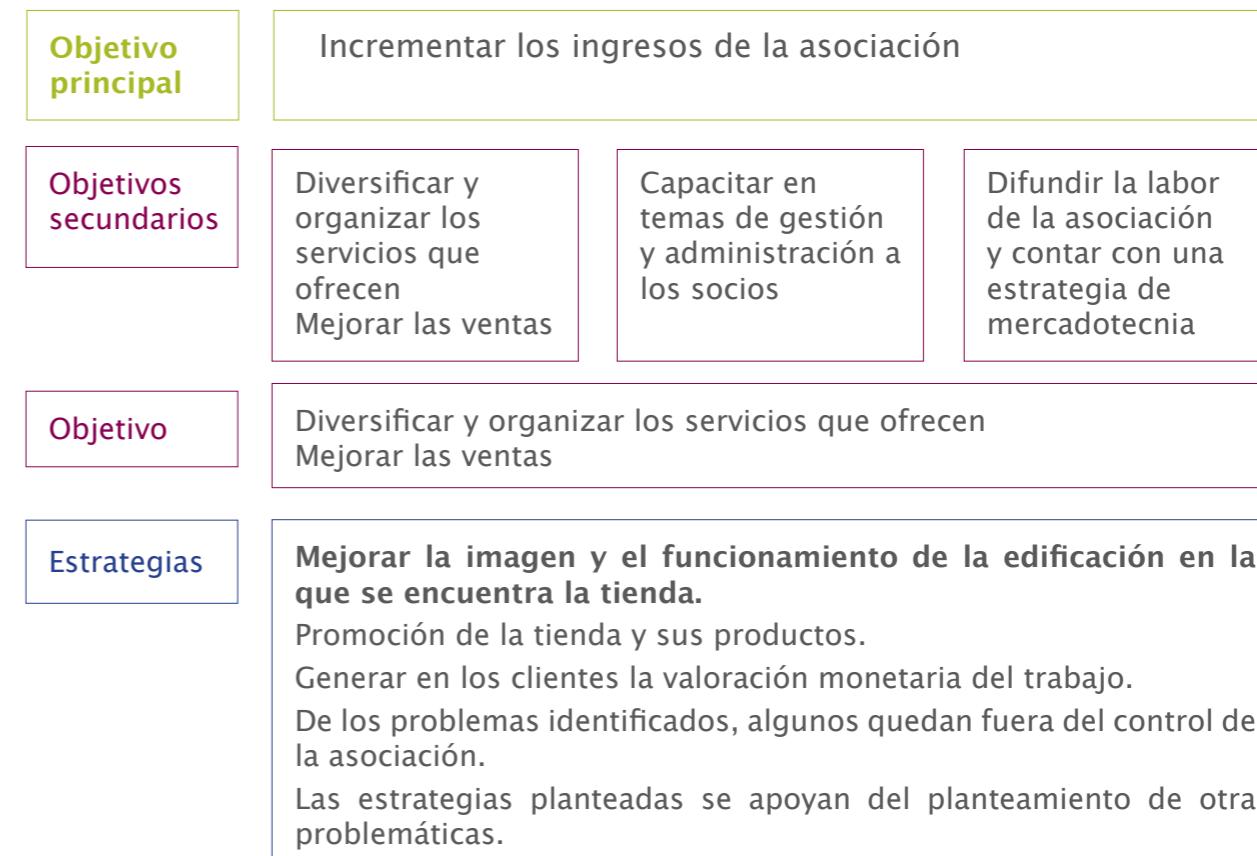 Objetivo
principal
Incrementar los ingresos de la asociación
Objetivos
secundarios
Diversificar y
organizar los
servicios que
ofrecen
Mejorar las ventas
Capacitar en
temas de gestión
y administración a
los socios
Difundir la labor
de la asociación
y contar con una
estrategia de
mercadotecnia
Objetivo
Diversificar y organizar los servicios que ofrecen
Mejorar las ventas
Estrategias
Mejorar la imagen y el funcionamiento de la edificación en la
que se encuentra la tienda.
Promoción de la tienda y sus productos.
Generar en los clientes la valoración monetaria del trabajo.
De los problemas identificados, algunos quedan fuera del control de
la asociación.
Las estrategias planteadas se apoyan del planteamiento de otra
problemáticas.